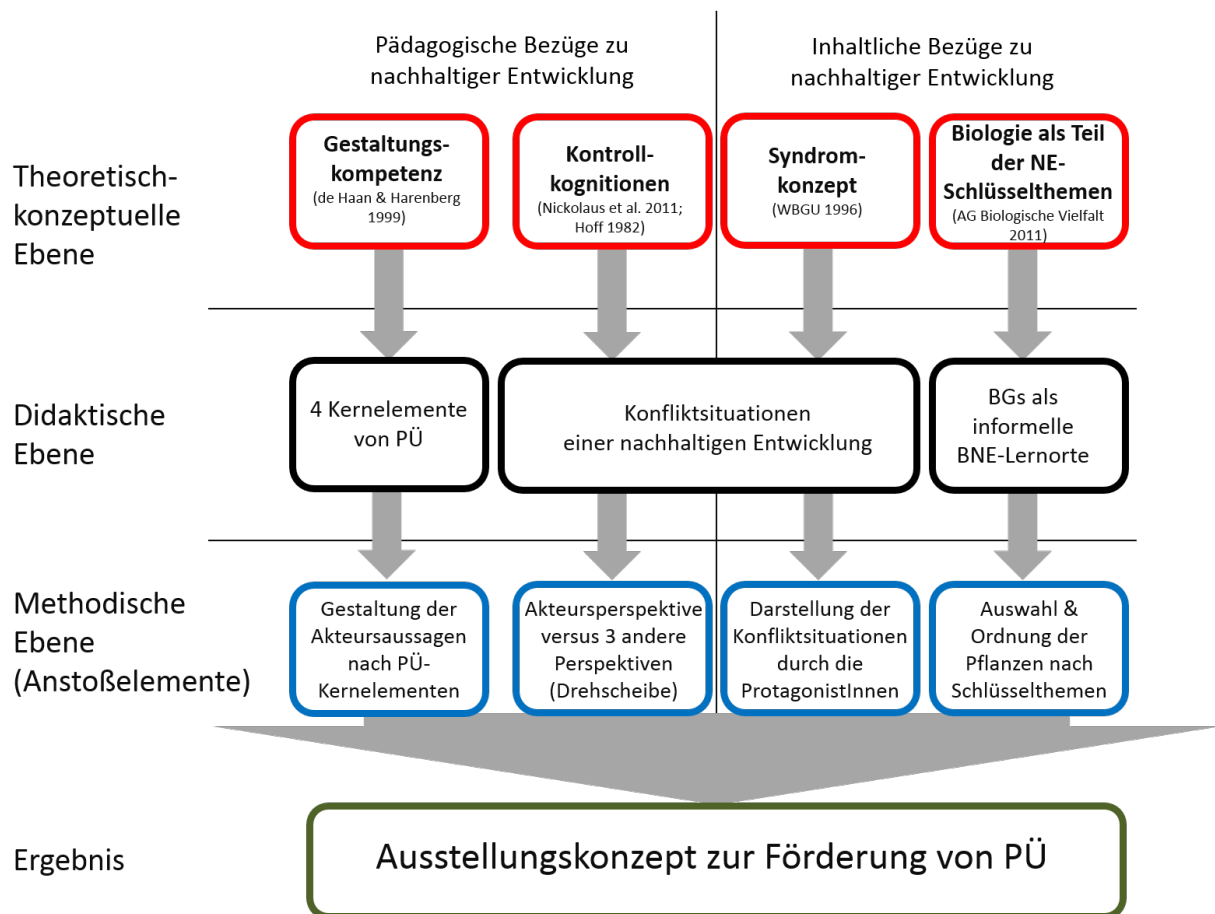 Pädagogische Bezüge zu
nachhaltiger Entwicklung
Inhaltliche Bezüge zu
nachhaltiger Entwicklung
Theoretisch-
konzeptuelle
Ebene
Gestaltungs-
kompetenz
(de Haan & Harenberg
1999)
Kontroll-
kognitionen
(Nickolaus et al. 2011;
Hoff 1982)
Syndrom-
konzept
(WBGU 1996)
Biologie als Teil
der NE-
Schlüsselthemen
(AG Biologische Vielfalt
2011)
Didaktische
Ebene
4 Kernelemente
von PÜ
Konfliktsituationen
einer nachhaltigen Entwicklung
BGs als
informelle
BNE-Lernorte
Methodische
Ebene
(Anstoßelemente)
Gestaltung der
Akteursaussagen
nach PÜ-
Kernelementen
Akteursperspektive
versus 3 andere
Perspektiven
(Drehscheibe)
Darstellung der
Konfliktsituationen
durch die
ProtagonistInnen
Auswahl &
Ordnung der
Pflanzen nach
Schlüsselthemen
Ergebnis
Ausstellungskonzept zur Förderung von PÜ